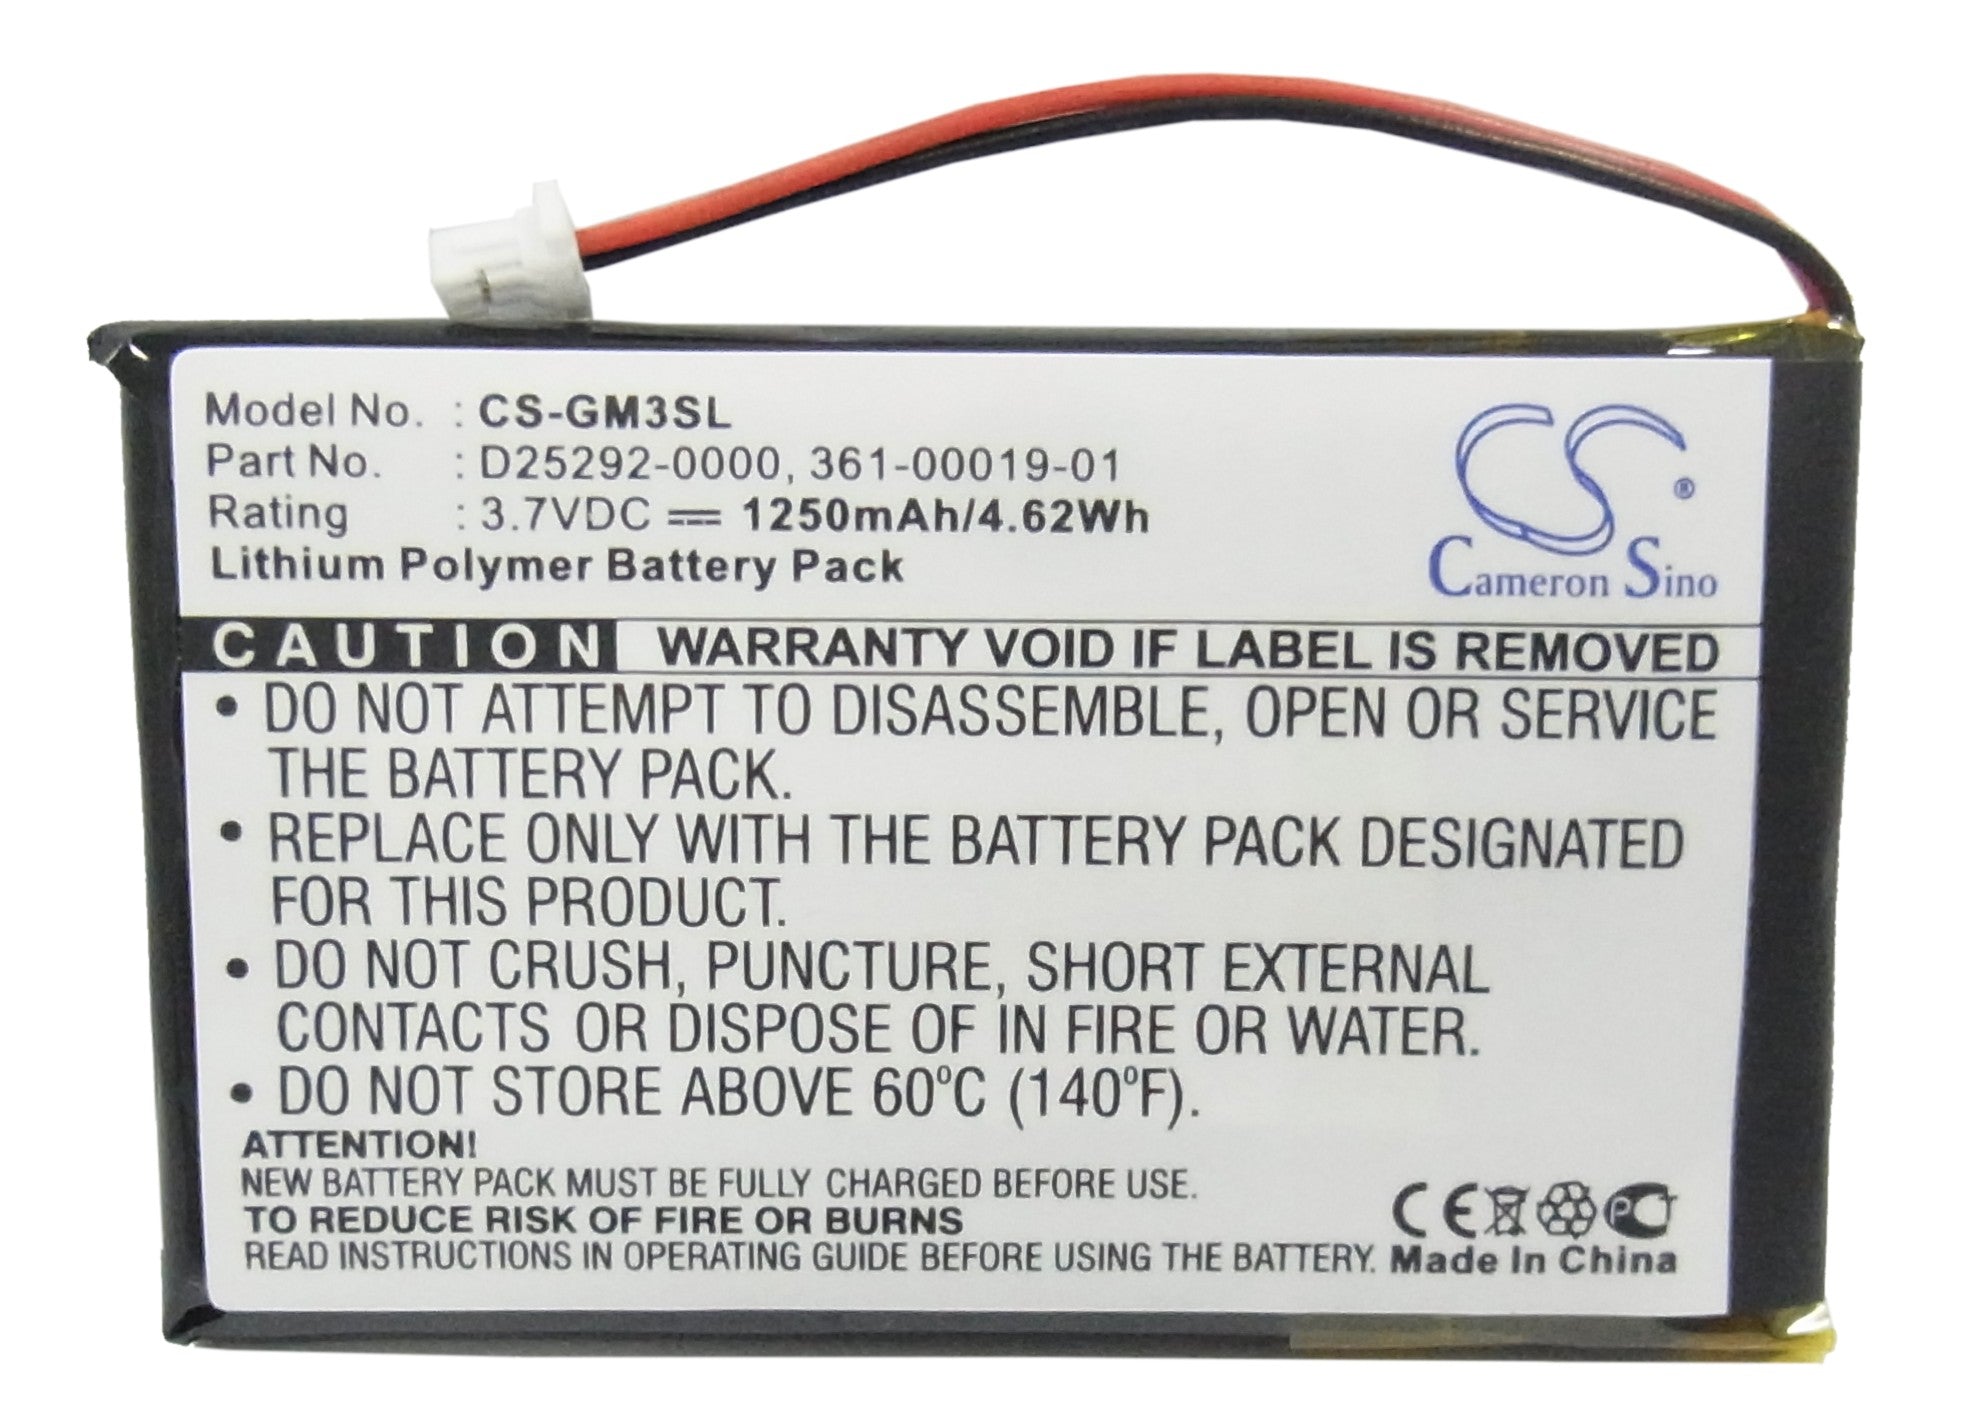 Model No. : CS-GM3SL
Part No. : D25292-0000, 361-00019-01
Rating : 3.7VDC ⎓ 1250mAh/4.62Wh
Lithium Polymer Battery Pack
CS ®
Cameron Sino
CAUTION WARRANTY VOID IF LABEL IS REMOVED
• DO NOT ATTEMPT TO DISASSEMBLE, OPEN OR SERVICE
THE BATTERY PACK.
• REPLACE ONLY WITH THE BATTERY PACK DESIGNATED
FOR THIS PRODUCT.
• DO NOT CRUSH, PUNCTURE, SHORT EXTERNAL
CONTACTS OR DISPOSE OF IN FIRE OR WATER.
• DO NOT STORE ABOVE 60°C (140°F).
ATTENTION!
NEW BATTERY PACK MUST BE FULLY CHARGED BEFORE USE.
TO REDUCE RISK OF FIRE OR BURNS
READ INSTRUCTIONS IN OPERATING GUIDE BEFORE USING THE BATTERY.
CE PCT
Made In China